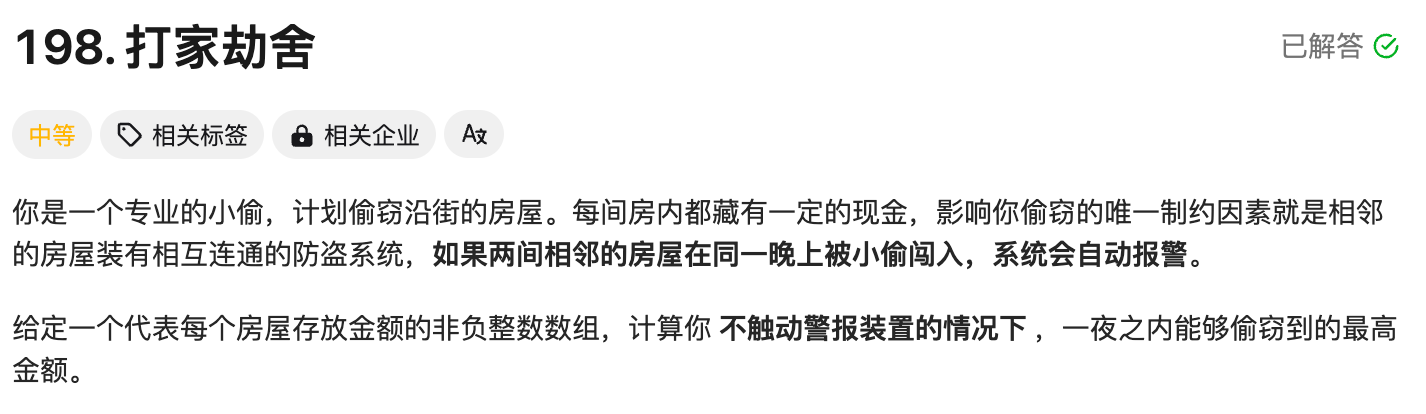 198. 打家劫舍
已解答
中等
相关标签
相关企业
A文
你是一个专业的小偷，计划偷窃沿街的房屋。每间房内都藏有一定的现金，影响你偷窃的唯一制约因素就是相邻
的房屋装有相互连通的防盗系统，如果两间相邻的房屋在同一晚上被小偷闯入，系统会自动报警。
给定一个代表每个房屋存放金额的非负整数数组，计算你 不触动警报装置的情况下 ，一夜之内能够偷窃到的最高
金额。